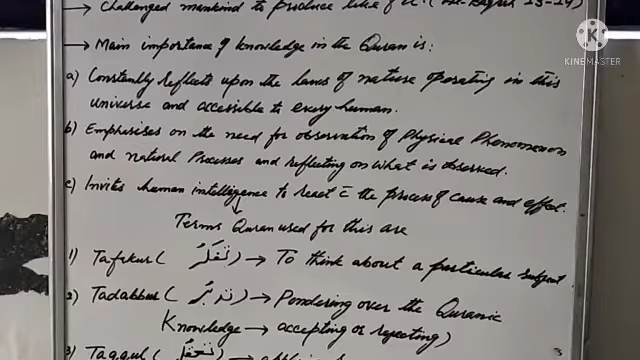 → Challenged mankind to produce like of it. (Al-Baqrah 23-24)
KINEMASTER
→ Main importance of knowledge in the Quran is:
a) Constantly reflects upon the laws of nature operating in this
universe and accessible to every human.
b) Emphasises on the need for observation of Physical Phenomenon
and natural Processes and reflecting on what is observed.
c) Invites human intelligence to react c̄ the process of cause and effect.
Terms Quran used for this are
1) Tafakur (تَفَكَّرُ) → To think about a particular subject
2) Tadabbur (تَدَبُّرُ) → Pondering over the Quranic
Knowledge → accepting or rejecting)
3) Taqqul (تَعَقُّلُ) →